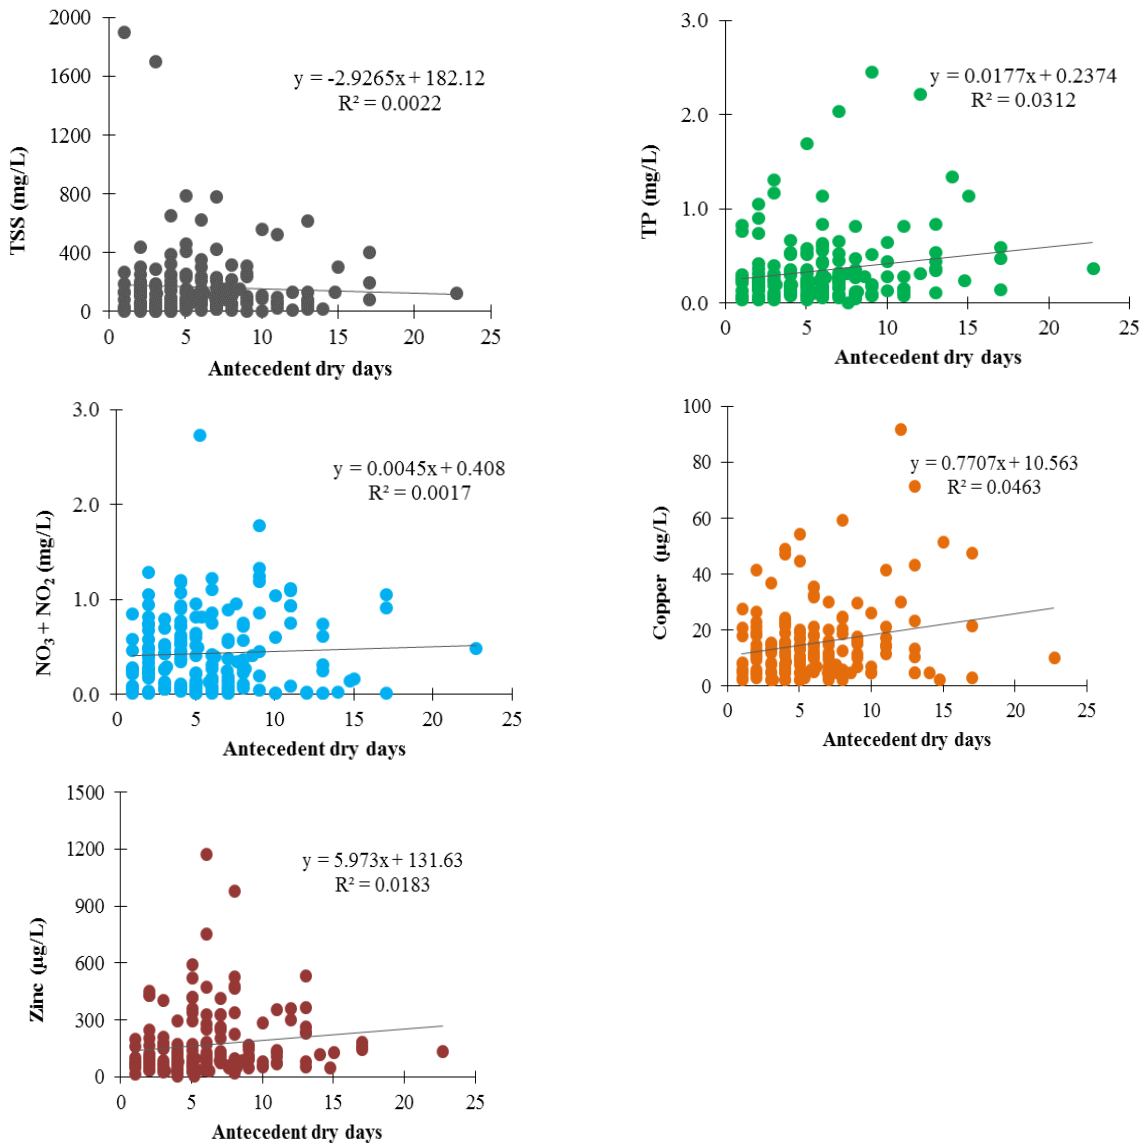 2000
1600
1200
800
400
0
TSS (mg/L)
y = -2.9265x + 182.12
R² = 0.0022
0 5 10 15 20 25
Antecedent dry days
3.0
2.0
1.0
0.0
TP (mg/L)
y = 0.0177x + 0.2374
R² = 0.0312
0 5 10 15 20 25
Antecedent dry days
3.0
2.0
1.0
0.0
NO₃ + NO₂ (mg/L)
y = 0.0045x + 0.408
R² = 0.0017
0 5 10 15 20 25
Antecedent dry days
100
80
60
40
20
0
Copper (µg/L)
y = 0.7707x + 10.563
R² = 0.0463
0 5 10 15 20 25
Antecedent dry days
1500
1200
900
600
300
0
Zinc (µg/L)
y = 5.973x + 131.63
R² = 0.0183
0 5 10 15 20 25
Antecedent dry days